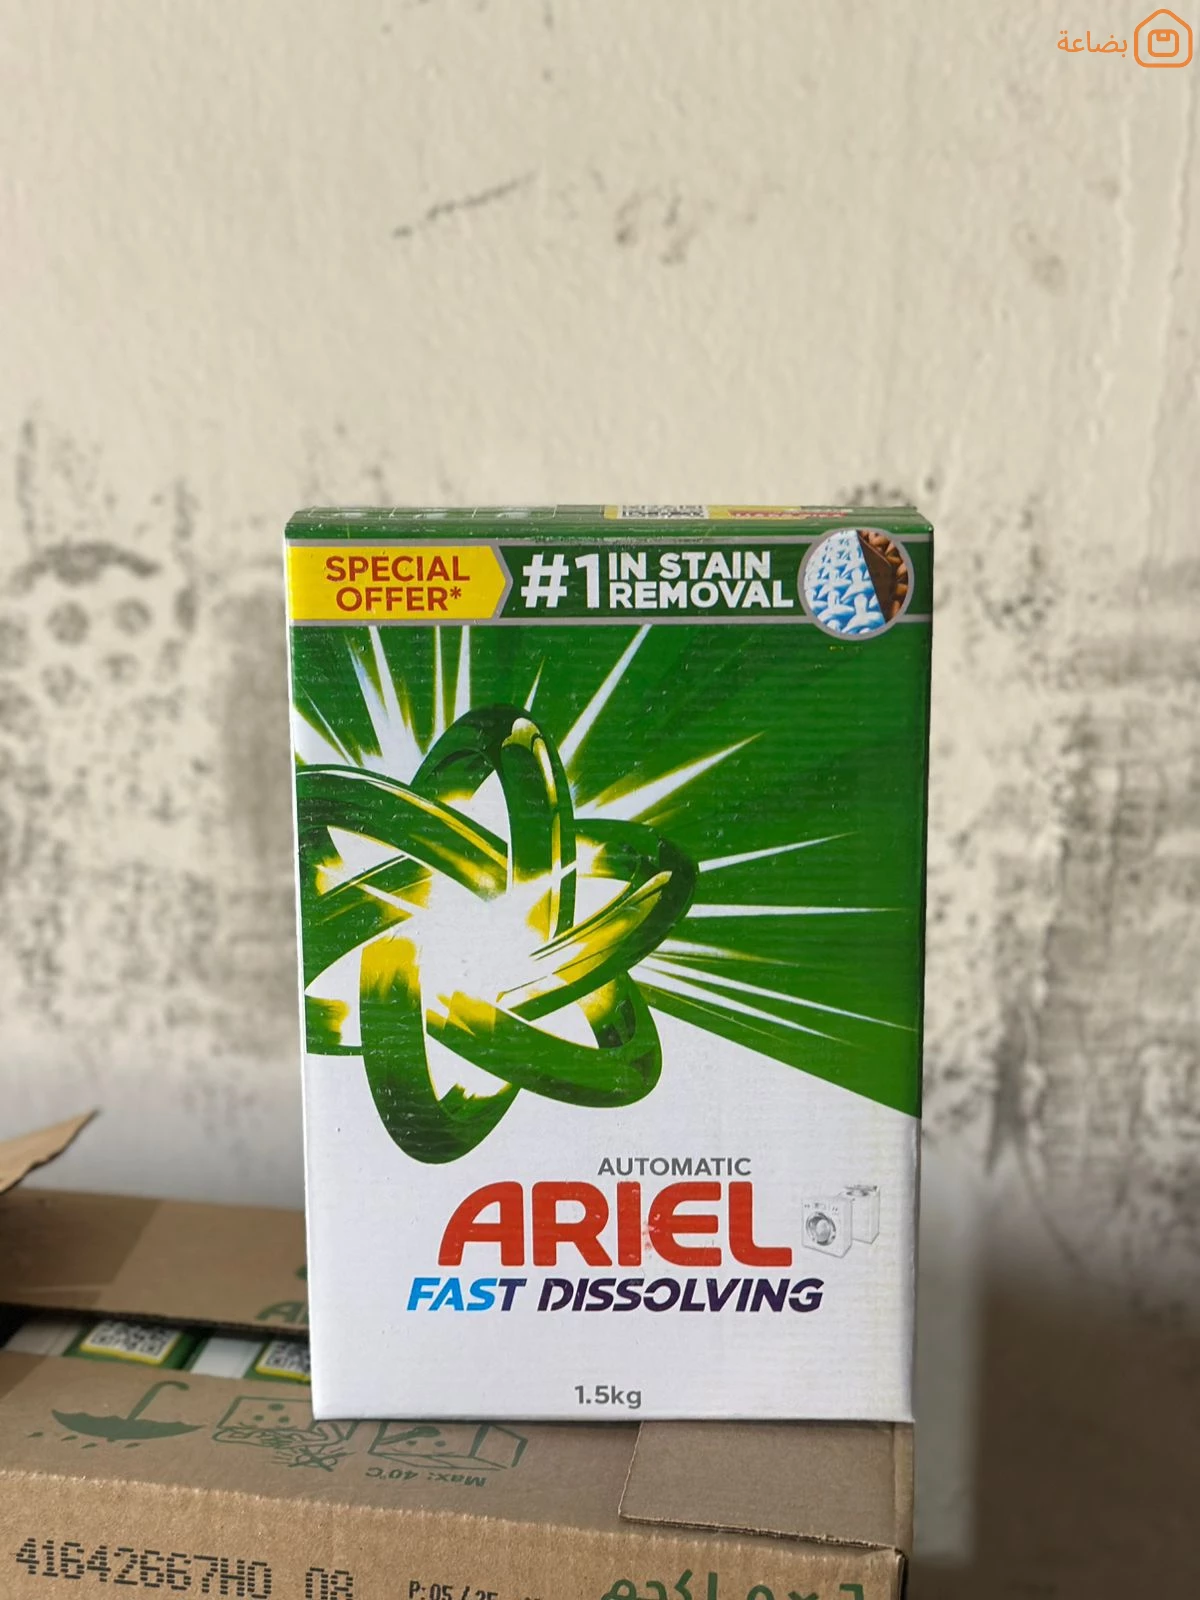 بضاعة
SPECIAL
OFFER*
#1 IN STAIN
REMOVAL
AUTOMATIC
ARIEL
FAST DISSOLVING
1.5kg
Max: 40°C
41642667H0 08
P: 05 / 25